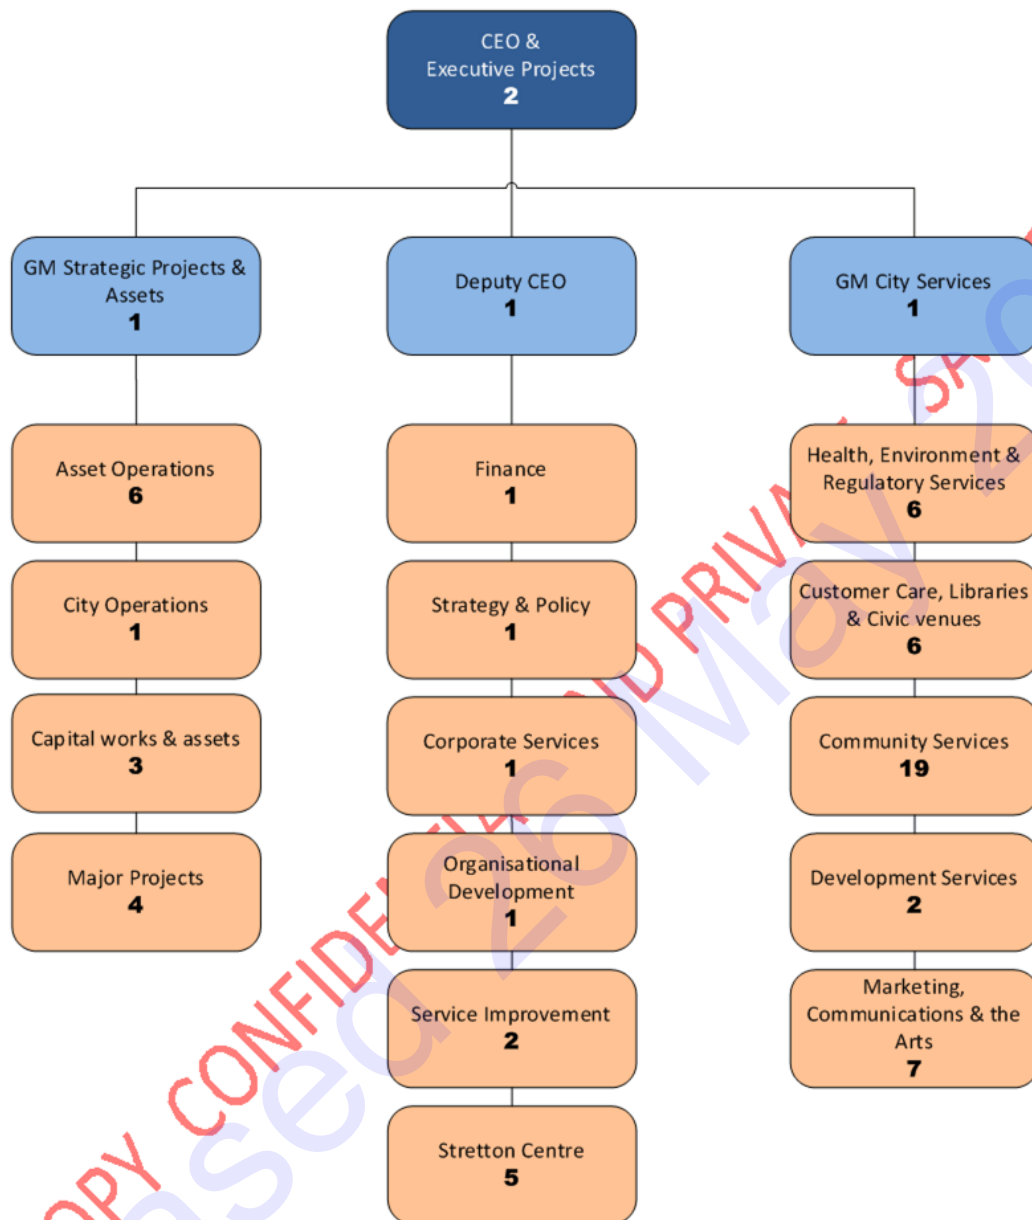 CEO &
Executive Projects
2
GM Strategic Projects &
Assets
1
Deputy CEO
1
GM City Services
1
Asset Operations
6
Finance
1
Health, Environment &
Regulatory Services
6
City Operations
1
Strategy & Policy
1
Customer Care, Libraries
& Civic venues
6
Capital works & assets
3
Corporate Services
1
Community Services
19
Major Projects
4
Organisational
Development
1
Development Services
2
Service Improvement
2
Marketing,
Communications & the
Arts
7
Stretton Centre
5
26 May